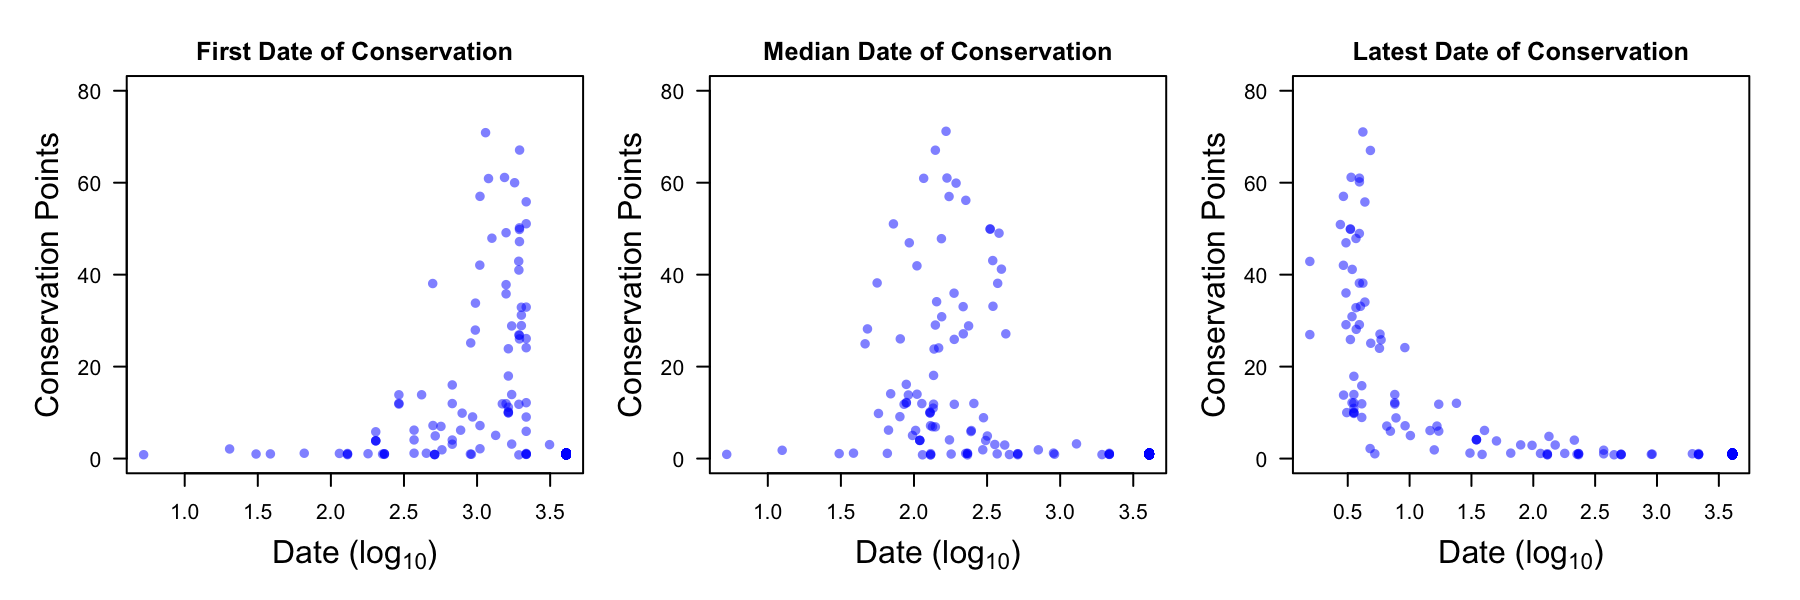 First Date of Conservation
80
60
40
20
0
Conservation Points
1.0 1.5 2.0 2.5 3.0 3.5
Date (log10)
Median Date of Conservation
80
60
40
20
0
Conservation Points
1.0 1.5 2.0 2.5 3.0 3.5
Date (log10)
Latest Date of Conservation
80
60
40
20
0
Conservation Points
0.5 1.0 1.5 2.0 2.5 3.0 3.5
Date (log10)